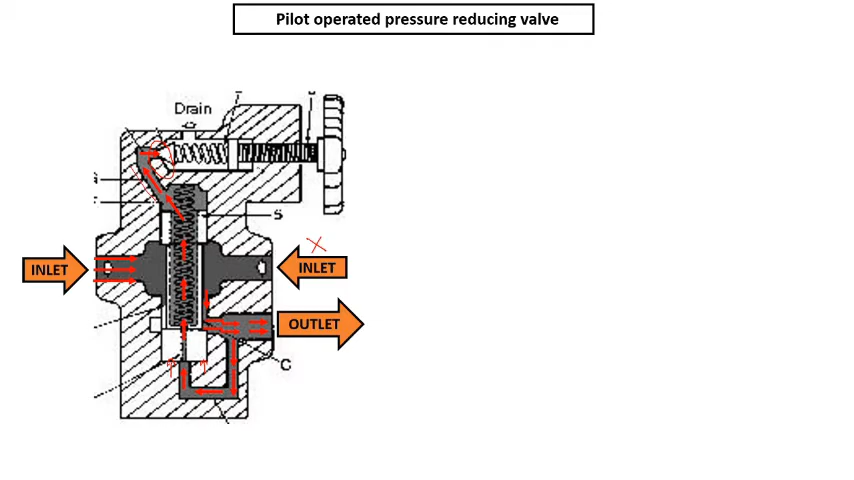 Pilot operated pressure reducing valve
Drain
S
INLET
INLET
OUTLET
C